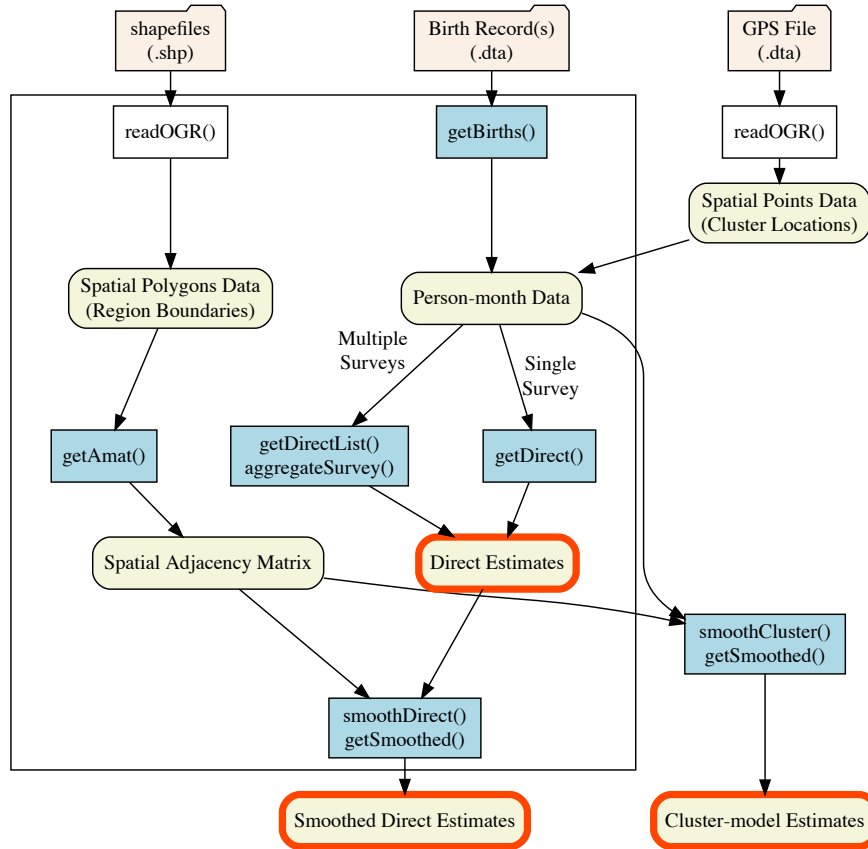 shapefiles
(.shp)
Birth Record(s)
(.dta)
GPS File
(.dta)
readOGR()
getBirths()
readOGR()
Spatial Points Data
(Cluster Locations)
Spatial Polygons Data
(Region Boundaries)
Person-month Data
Multiple
Surveys
Single
Survey
getAmat()
getDirectList()
aggregateSurvey()
getDirect()
Spatial Adjacency Matrix
Direct Estimates
smoothCluster()
getSmoothed()
smoothDirect()
getSmoothed()
Smoothed Direct Estimates
Cluster-model Estimates